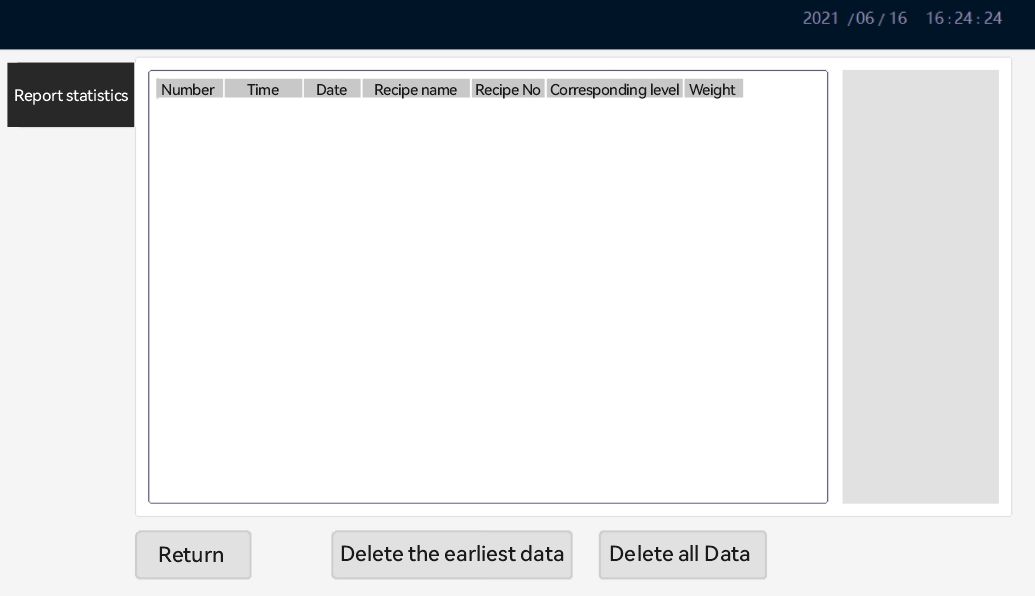 2021 /06/16 16:24:24
Report statistics
Number Time Date Recipe name Recipe No Corresponding level Weight
Return Delete the earliest data Delete all Data